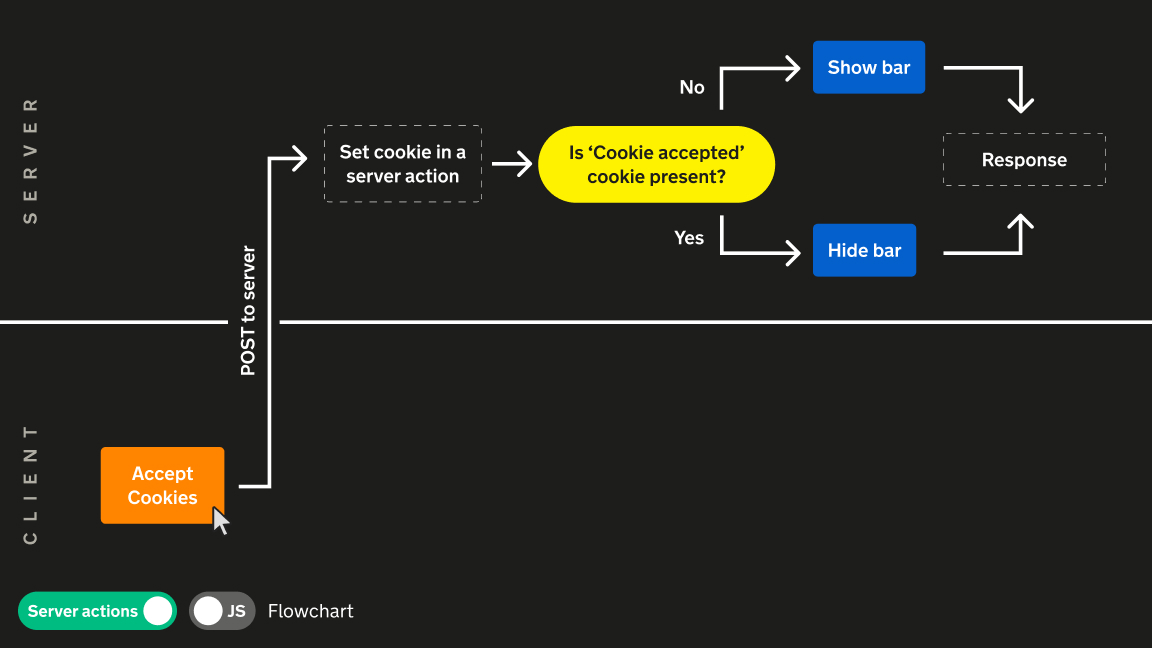 SERVER
No
Show bar
Set cookie in a
server action
Is ‘Cookie accepted’
cookie present?
Response
Yes
Hide bar
POST to server
CLIENT
Accept
Cookies
Server actions
JS
Flowchart